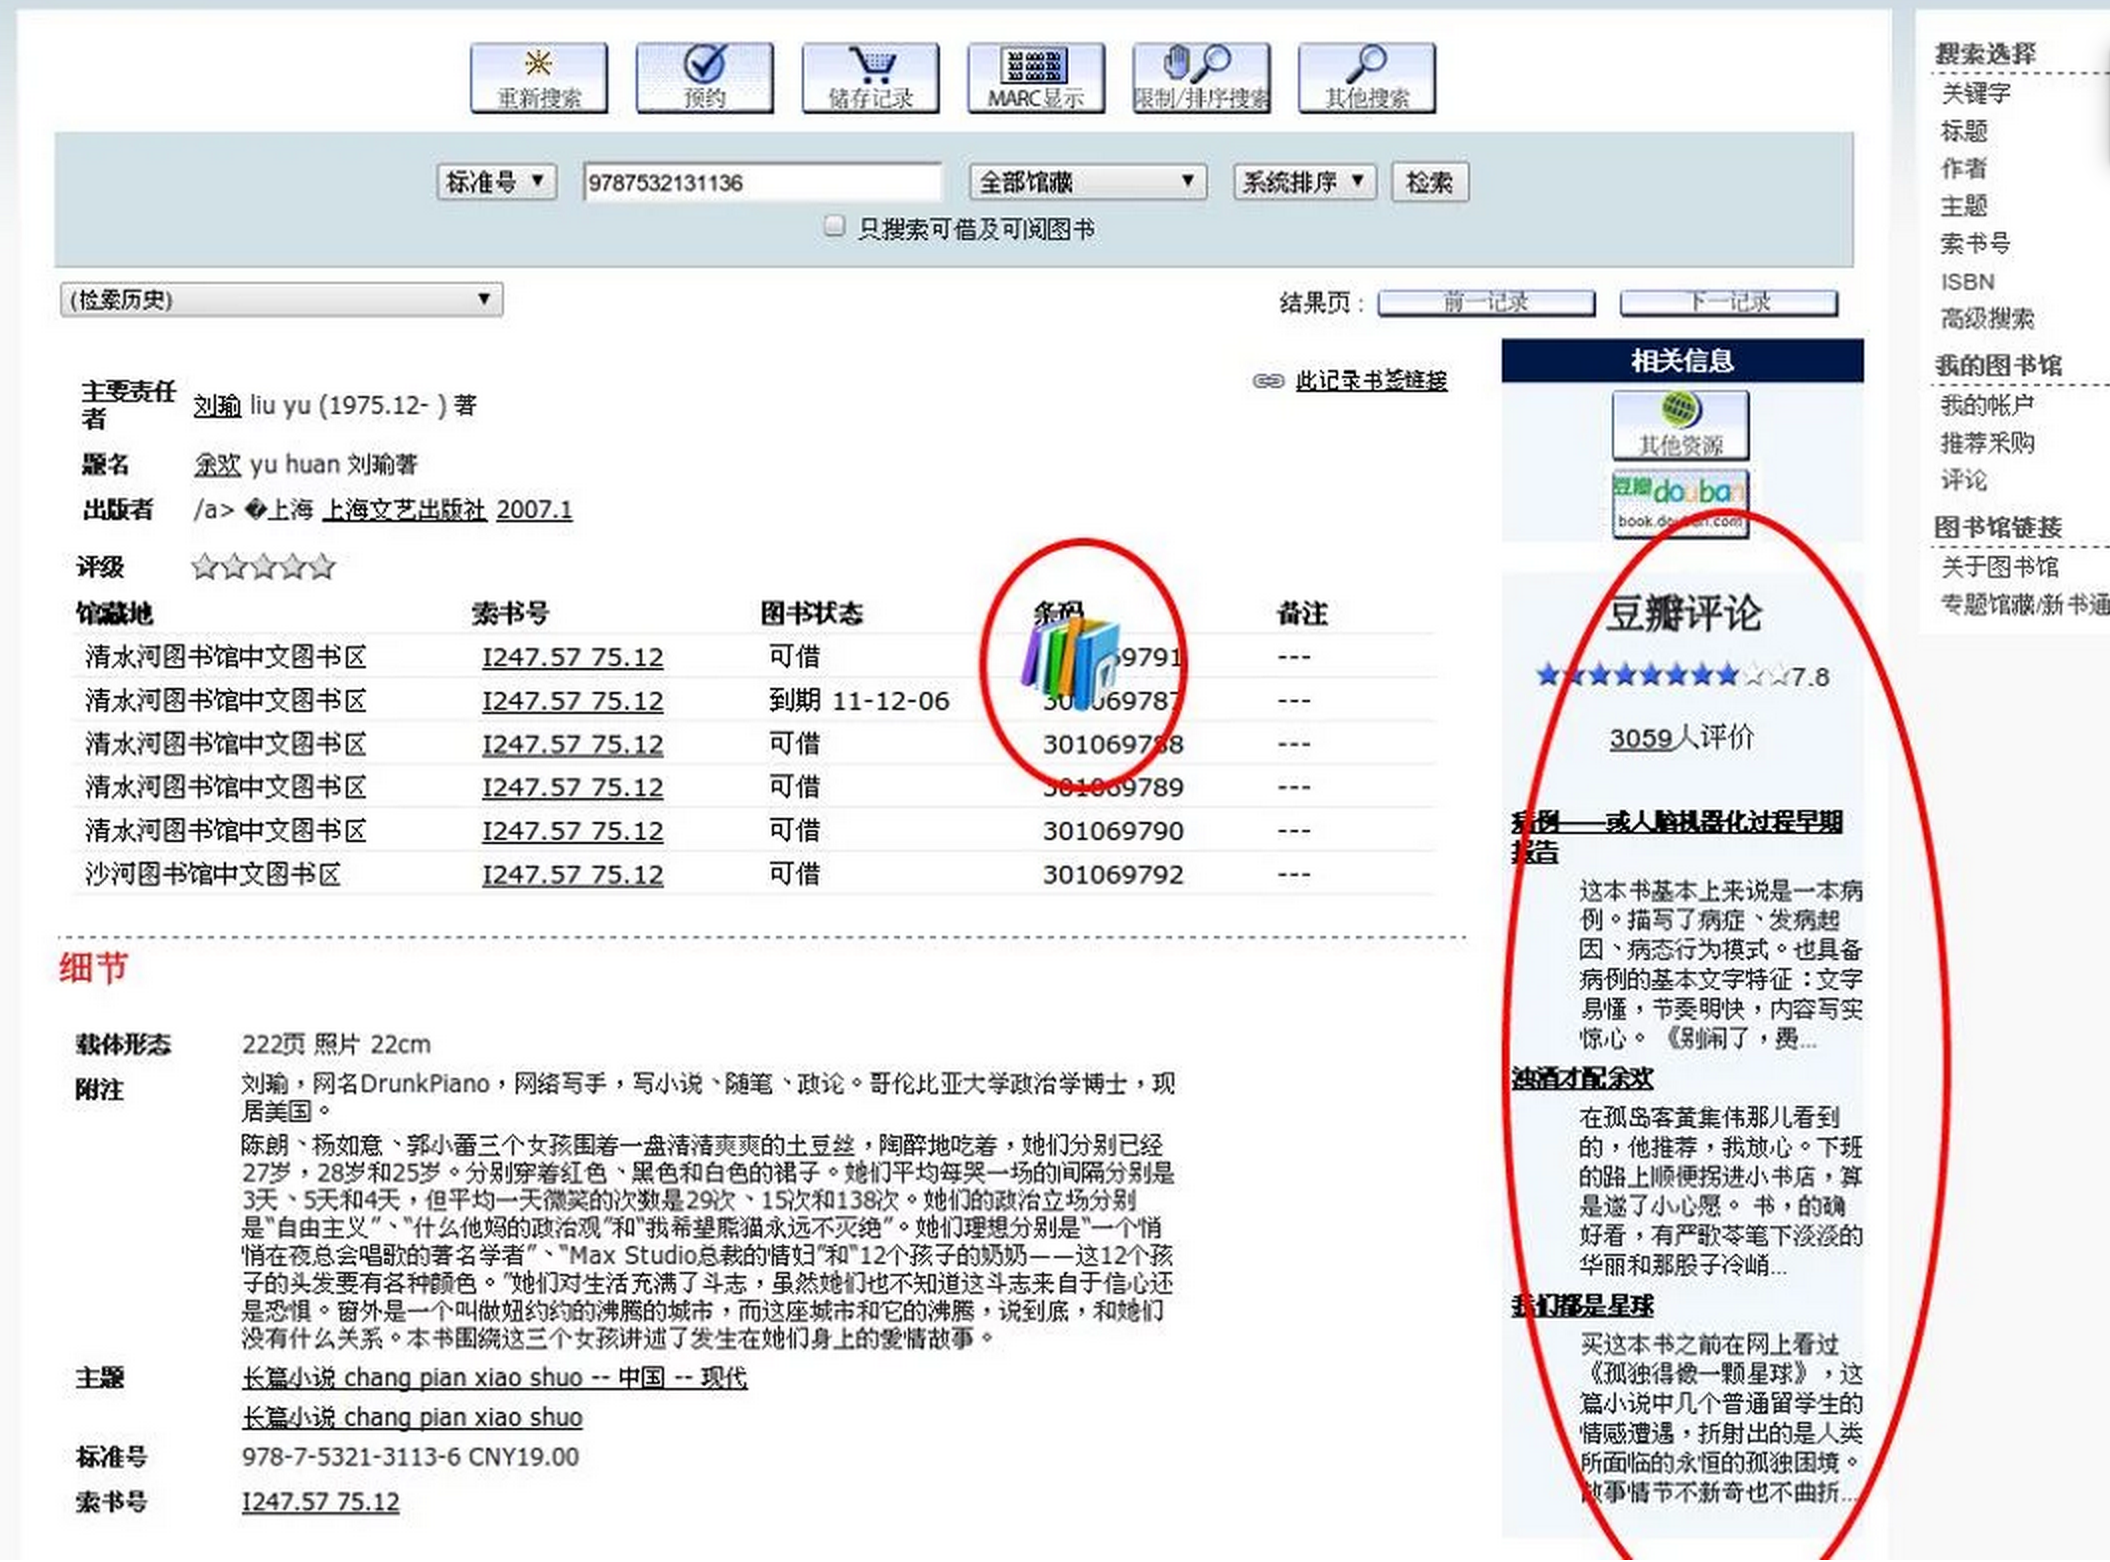 重新搜索 预约 储存记录 MARC显示 限制/排序搜索 其他搜索
标准号 9787532131136 全部馆藏 系统排序 检索
只搜索可借及可阅图书
(检索历史)
结果页： 前一记录 下一记录
此记录书签链接
主要责任者 刘瑜 liu yu (1975.12- ) 著
题名 余欢 yu huan 刘瑜著
出版者 /a> �上海 上海文艺出版社 2007.1
评级
馆藏地 索书号 图书状态 条码 备注
清水河图书馆中文图书区 I247.57 75.12 可借 69791 ---
清水河图书馆中文图书区 I247.57 75.12 到期 11-12-06 301069787 ---
清水河图书馆中文图书区 I247.57 75.12 可借 301069788 ---
清水河图书馆中文图书区 I247.57 75.12 可借 301069789 ---
清水河图书馆中文图书区 I247.57 75.12 可借 301069790 ---
沙河图书馆中文图书区 I247.57 75.12 可借 301069792 ---
细节
载体形态 222页 照片 22cm
附注 刘瑜，网名DrunkPiano，网络写手，写小说、随笔、政论。哥伦比亚大学政治学博士，现
居美国。
陈朗、杨如意、郭小蕾三个女孩围着一盘清清爽爽的土豆丝，陶醉地吃着，她们分别已经
27岁，28岁和25岁。分别穿着红色、黑色和白色的裙子。她们平均每哭一场的间隔分别是
3天、5天和4天，但平均一天微笑的次数是29次、15次和138次。她们的政治立场分别
是“自由主义”、“什么他妈的政治观”和“我希望熊猫永远不灭绝”。她们理想分别是“一个悄
悄在夜总会唱歌的著名学者”、“Max Studio总裁的情妇”和“12个孩子的奶奶——这12个孩
子的头发要有各种颜色。”她们对生活充满了斗志，虽然她们也不知道这斗志来自于信心还
是恐惧。窗外是一个叫做妞约约的沸腾的城市，而这座城市和它的沸腾，说到底，和她们
没有什么关系。本书围绕这三个女孩讲述了发生在她们身上的爱情故事。
主题 长篇小说 chang pian xiao shuo -- 中国 -- 现代
长篇小说 chang pian xiao shuo
标准号 978-7-5321-3113-6 CNY19.00
索书号 I247.57 75.12
相关信息
其他资源
豆瓣douban
book.douban.com
豆瓣评论
7.8
3059人评价
病例——或人脑机器化过程早期
报告
这本书基本上来说是一本病
例。描写了病症、发病起
因、病态行为模式。也具备
病例的基本文字特征：文字
易懂，节奏明快，内容写实
惊心。 《别闹了，费...
浊酒才配余欢
在孤岛客黄集伟那儿看到
的，他推荐，我放心。下班
的路上顺便拐进小书店，算
是遂了小心愿。 书，的确
好看，有严歌苓笔下淡淡的
华丽和那股子冷峭...
我们都是星球
买这本书之前在网上看过
《孤独得像一颗星球》，这
篇小说中几个普通留学生的
情感遭遇，折射出的是人类
所面临的永恒的孤独困境。
故事情节不新奇也不曲折...
搜索选择
关键字
标题
作者
主题
索书号
ISBN
高级搜索
我的图书馆
我的帐户
推荐采购
评论
图书馆链接
关于图书馆
专题馆藏/新书通